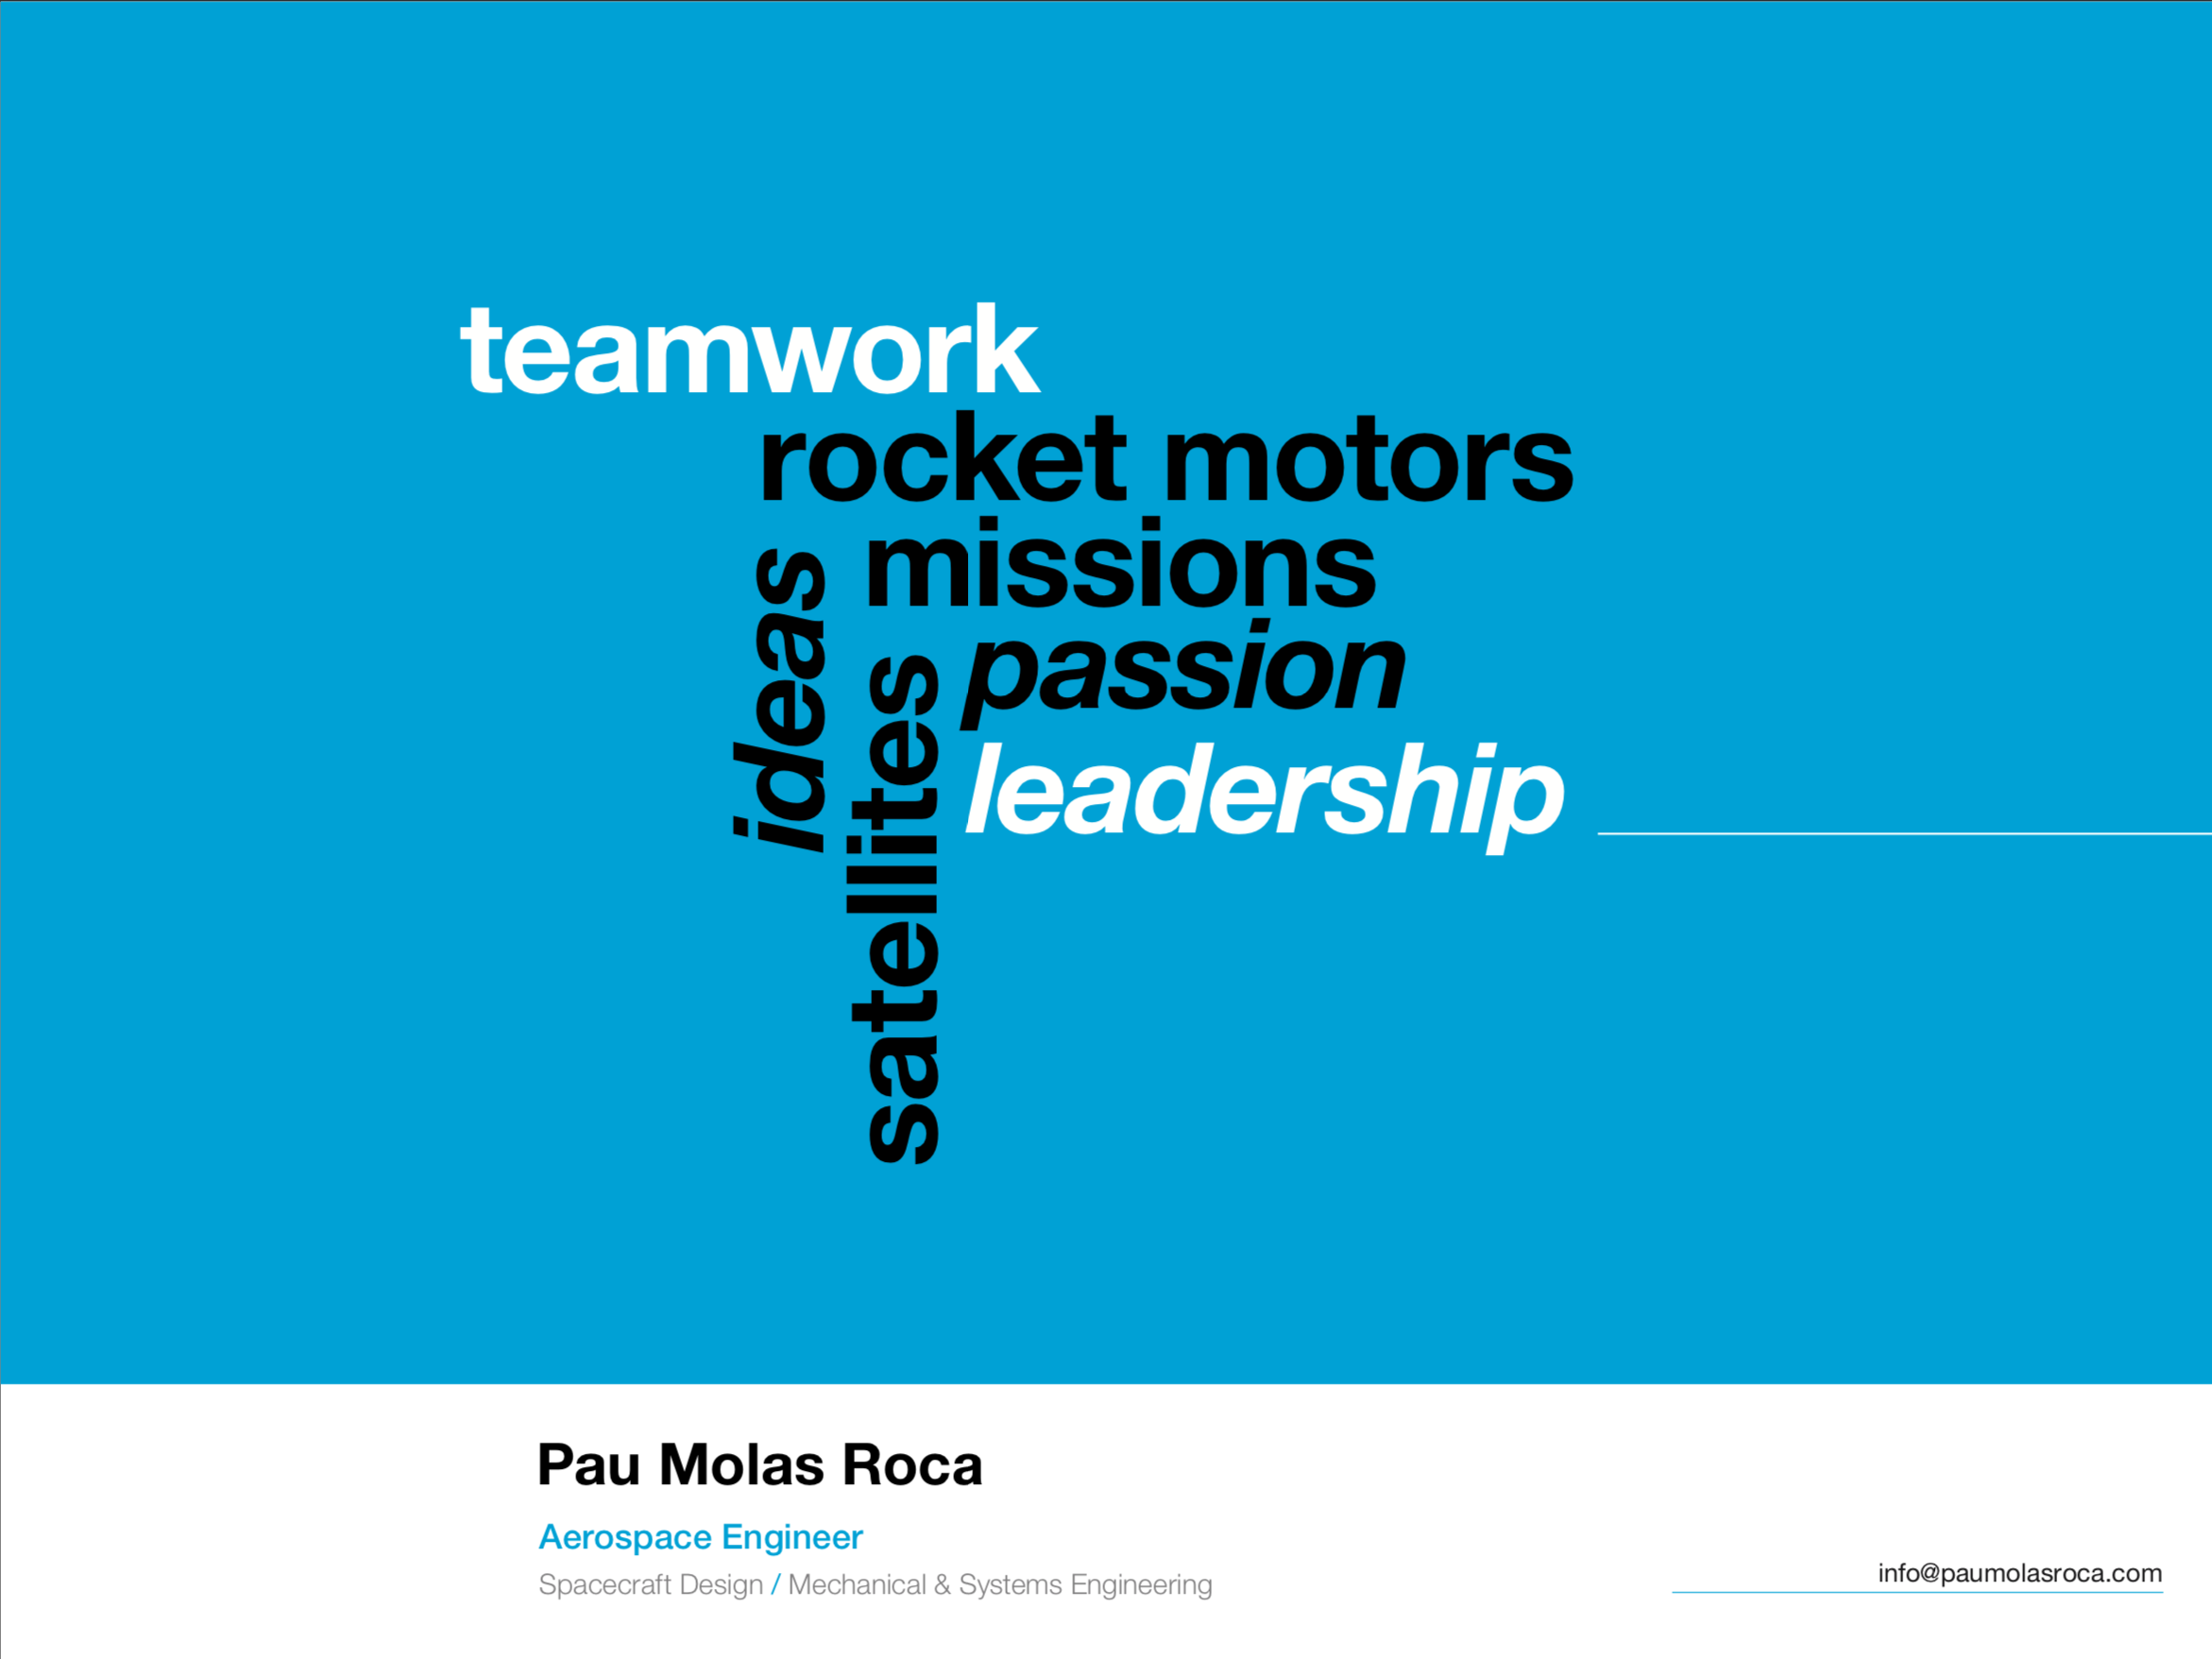 teamwork
rocket motors
missions
ideas
passion
satellites
leadership
Pau Molas Roca
Aerospace Engineer
Spacecraft Design / Mechanical & Systems Engineering
info@paumolasroca.com